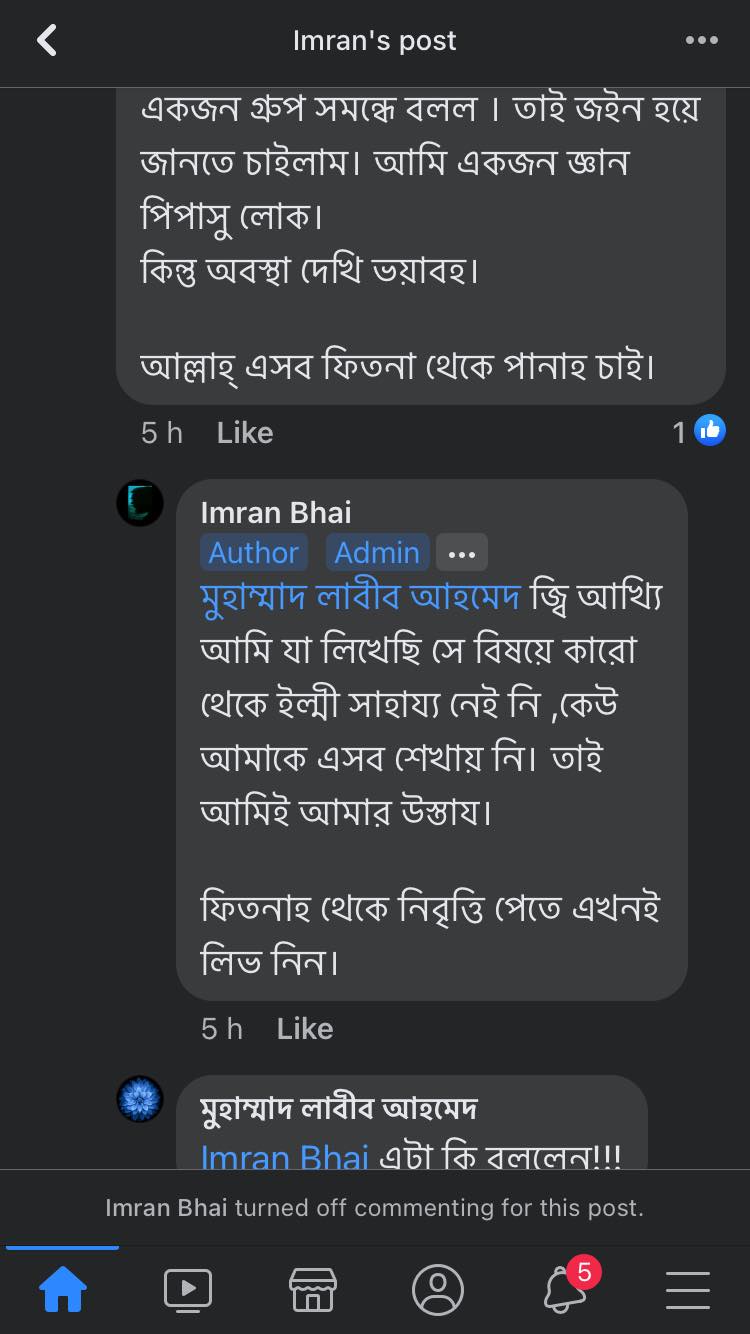 Imran's post
একজন গ্রুপ সমন্ধে বলল । তাই জইন হয়ে
জানতে চাইলাম। আমি একজন জ্ঞান
পিপাসু লোক।
কিন্তু অবস্থা দেখি ভয়াবহ।
আল্লাহ্ এসব ফিতনা থেকে পানাহ চাই।
5 h Like 1
Imran Bhai
Author Admin ...
মুহাম্মাদ লাবীব আহমেদ জ্বি আখ্যি
আমি যা লিখেছি সে বিষয়ে কারো
থেকে ইল্মী সাহায্য নেই নি ,কেউ
আমাকে এসব শেখায় নি। তাই
আমিই আমার উস্তায।
ফিতনাহ থেকে নিবৃত্তি পেতে এখনই
লিভ নিন।
5 h Like
মুহাম্মাদ লাবীব আহমেদ
Imran Bhai এটা কি বললেন!!!
Imran Bhai turned off commenting for this post.
5